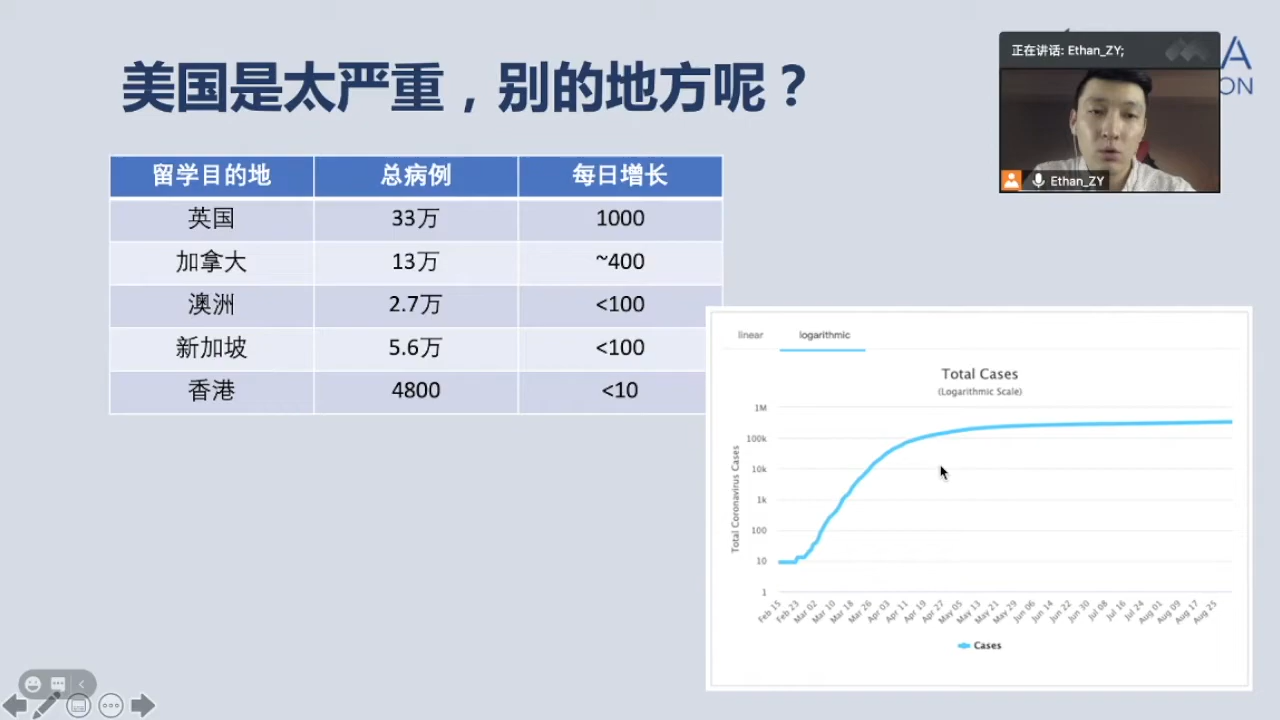 美国是太严重，别的地方呢？
正在讲话: Ethan_ZY;
A
ON
Ethan_ZY
留学目的地 总病例 每日增长
英国 33万 1000
加拿大 13万 ~400
澳洲 2.7万 <100
新加坡 5.6万 <100
香港 4800 <10
linear logarithmic
Total Cases
(Logarithmic Scale)
Total Coronavirus Cases
1M
100k
10k
1k
100
10
1
Feb 15 Feb 23 Mar 02 Mar 10 Mar 18 Mar 26 Apr 03 Apr 11 Apr 19 Apr 27 May 05 May 13 May 21 May 29 Jun 06 Jun 14 Jun 22 Jun 30 Jul 08 Jul 16 Jul 24 Aug 01 Aug 09 Aug 17 Aug 25
Cases